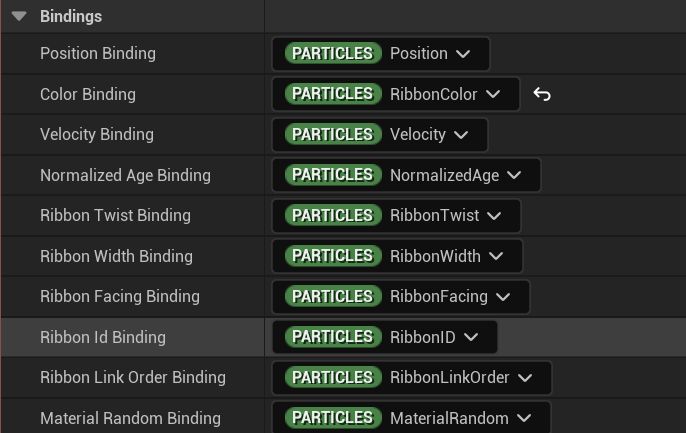 Bindings
Position Binding PARTICLES Position
Color Binding PARTICLES RibbonColor
Velocity Binding PARTICLES Velocity
Normalized Age Binding PARTICLES NormalizedAge
Ribbon Twist Binding PARTICLES RibbonTwist
Ribbon Width Binding PARTICLES RibbonWidth
Ribbon Facing Binding PARTICLES RibbonFacing
Ribbon Id Binding PARTICLES RibbonID
Ribbon Link Order Binding PARTICLES RibbonLinkOrder
Material Random Binding PARTICLES MaterialRandom